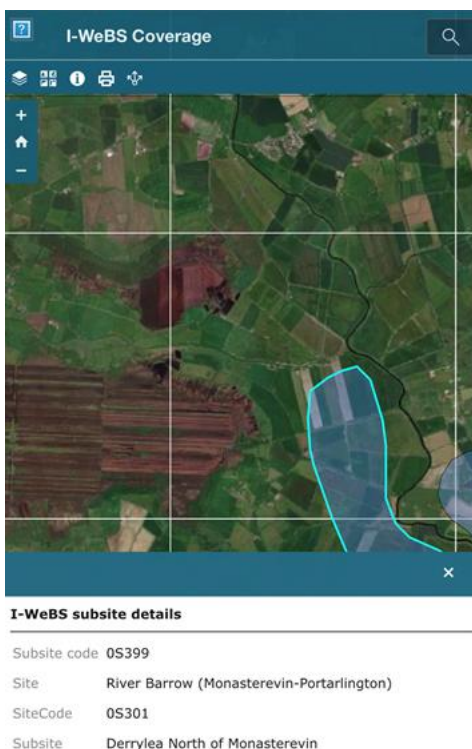 I-WeBS Coverage
I-WeBS subsite details
Subsite code 0S399
Site River Barrow (Monasterevin-Portarlington)
SiteCode 0S301
Subsite Derrylea North of Monasterevin